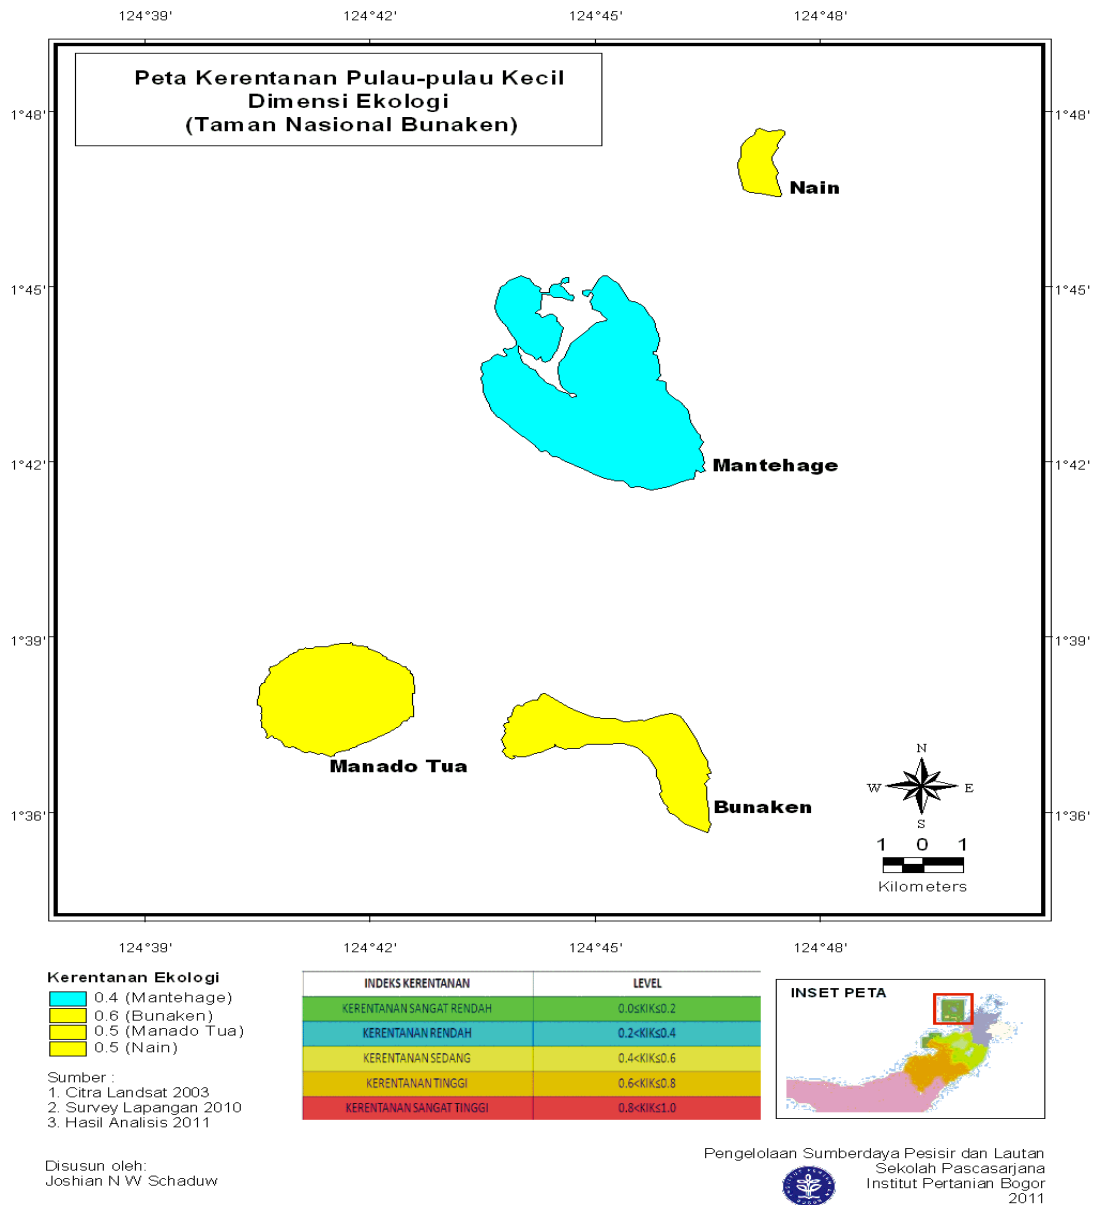 124°39' 124°42' 124°45' 124°48'
Peta Kerentanan Pulau-pulau Kecil
Dimensi Ekologi
(Taman Nasional Bunaken)
1°48' 1°48'
Nain
1°45' 1°45'
1°42' 1°42'
Mantehage
1°39' 1°39'
Manado Tua
Bunaken
1°36' 1°36'
N
W E
S
1 0 1
Kilometers
124°39' 124°42' 124°45' 124°48'
Kerentanan Ekologi
0.4 (Mantehage)
0.6 (Bunaken)
0.5 (Manado Tua)
0.5 (Nain)
Sumber :
1. Citra Landsat 2003
2. Survey Lapangan 2010
3. Hasil Analisis 2011
Disusun oleh:
Joshian N W Schaduw
INDEKS KERENTANAN LEVEL
KERENTANAN SANGAT RENDAH 0.0≤KIK≤0.2
KERENTANAN RENDAH 0.2<KIK≤0.4
KERENTANAN SEDANG 0.4<KIK≤0.6
KERENTANAN TINGGI 0.6<KIK≤0.8
KERENTANAN SANGAT TINGGI 0.8<KIK≤1.0
INSET PETA
Pengelolaan Sumberdaya Pesisir dan Lautan
Sekolah Pascasarjana
Institut Pertanian Bogor
2011